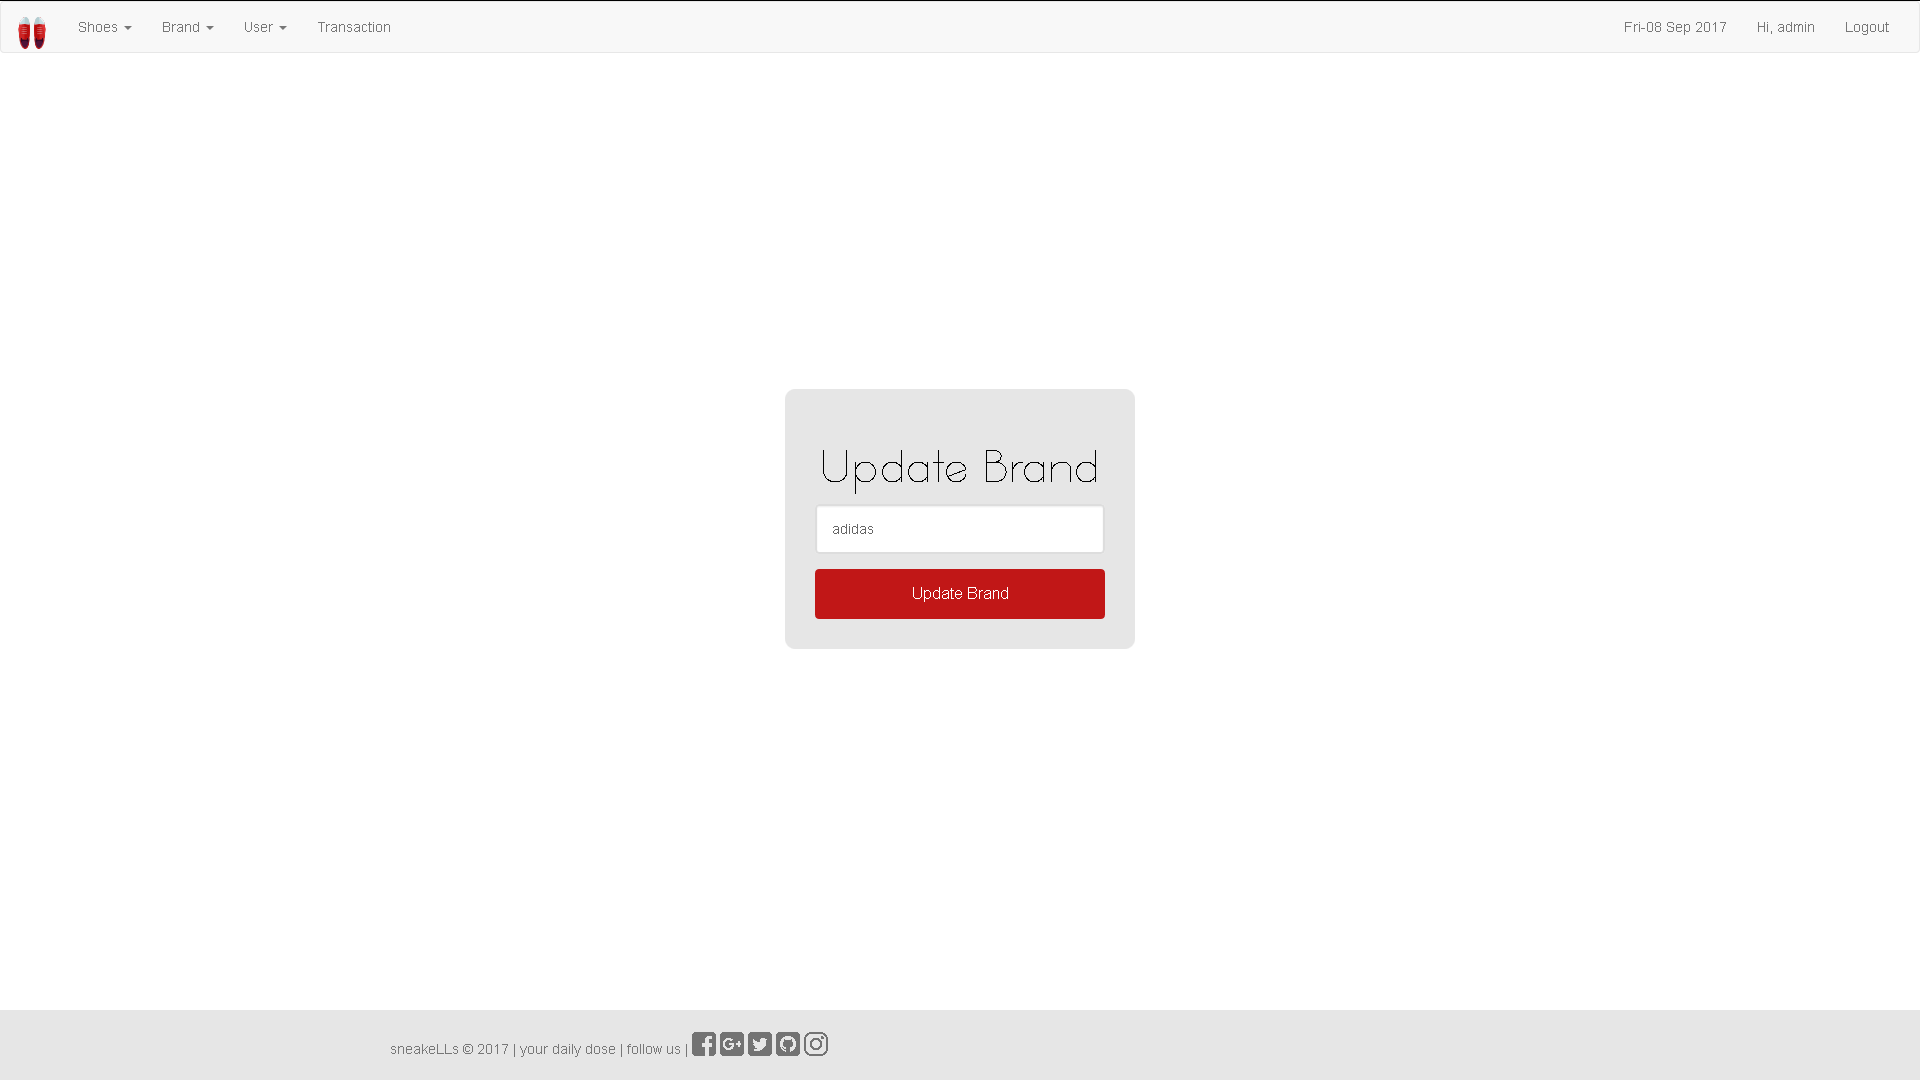 Shoes Brand User Transaction Fri-08 Sep 2017 Hi, admin Logout
Update Brand
adidas
Update Brand
sneakeLLs © 2017 | your daily dose | follow us |